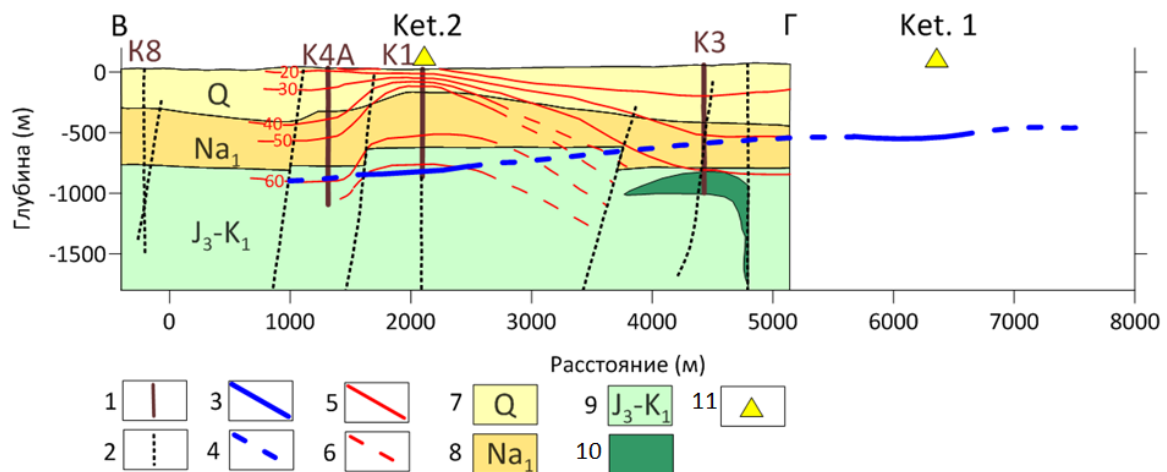 В Ket.2 Г Ket. 1
K8 K4A K1 K3
0 20
Q 30
40
-500 50
Na₁
60
-1000
J₃-K₁
-1500
Глубина (м)
0 1000 2000 3000 4000 5000 6000 7000 8000
Расстояние (м)
1 3 5 7 Q 9 J₃-K₁ 11
2 4 6 8 Na₁ 10